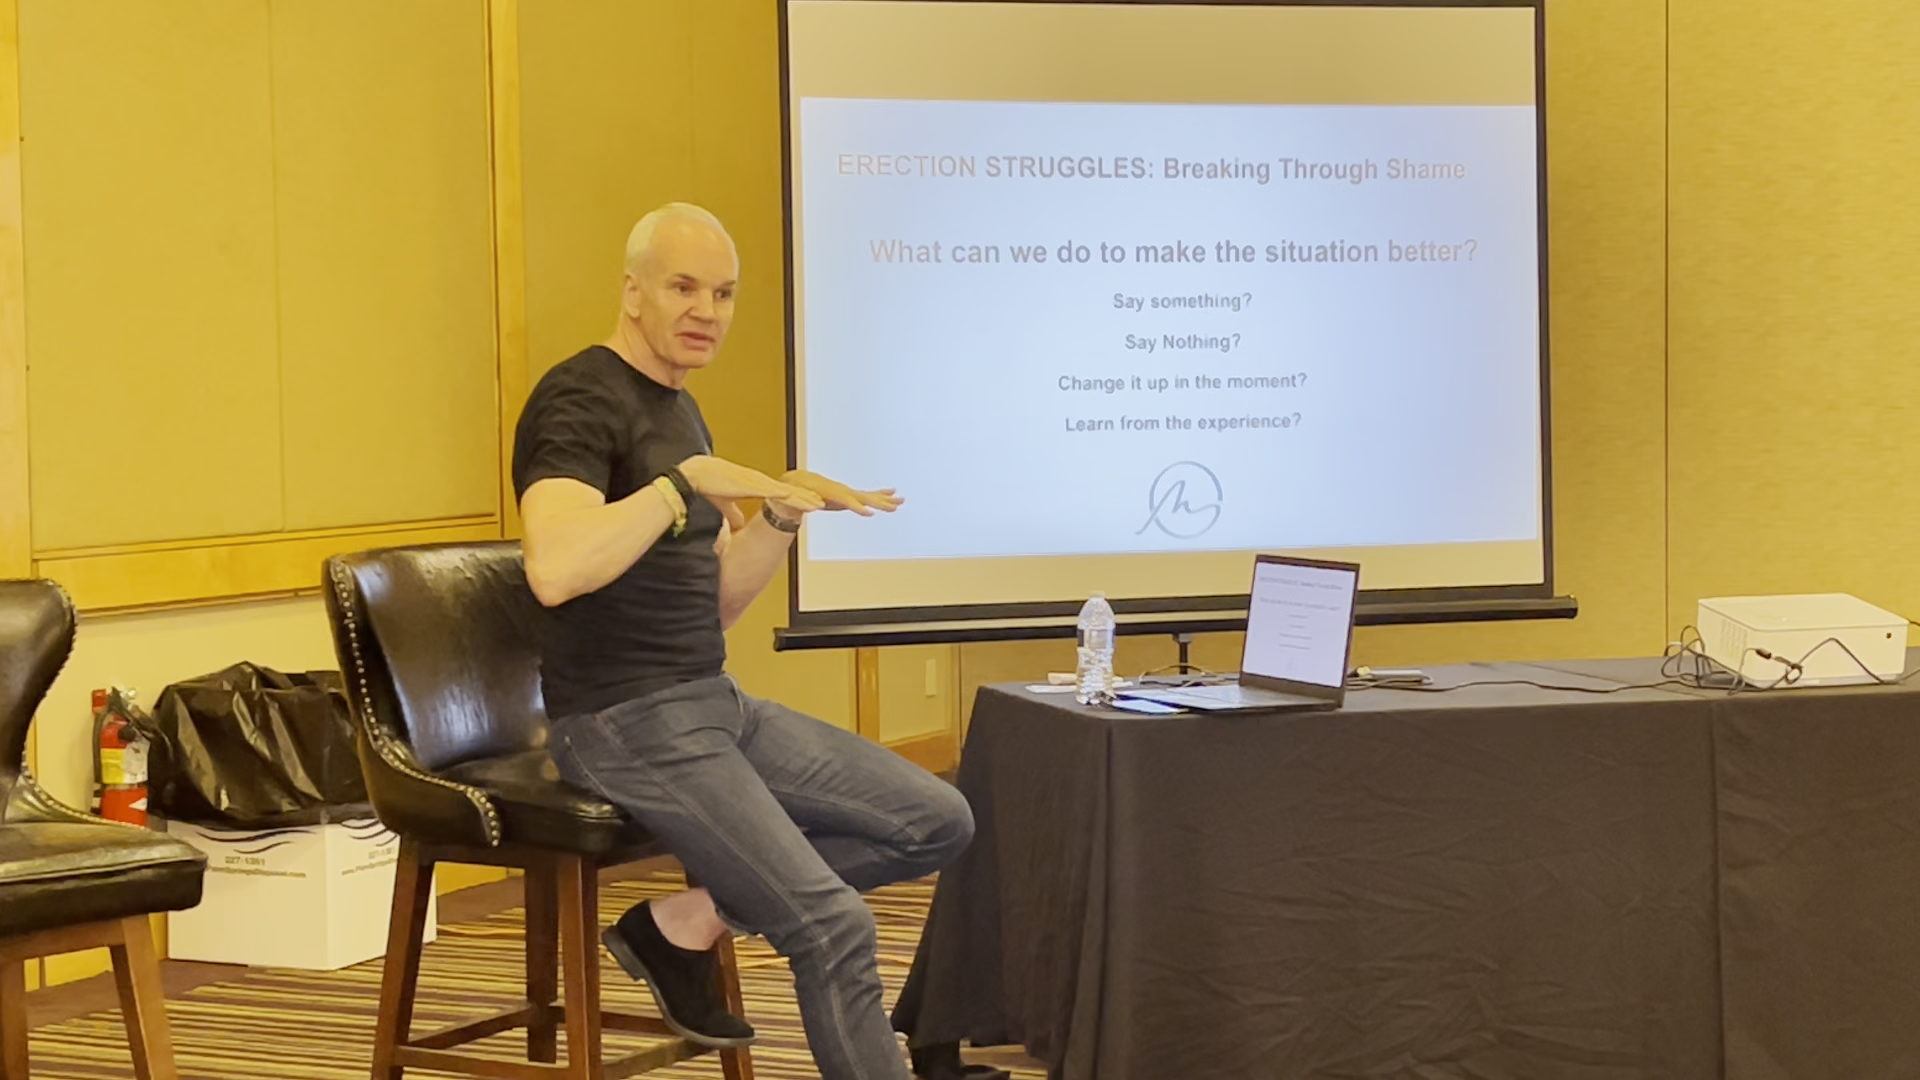 ERECTION STRUGGLES: Breaking Through Shame
What can we do to make the situation better?
Say something?
Say Nothing?
Change it up in the moment?
Learn from the experience?
227-1351